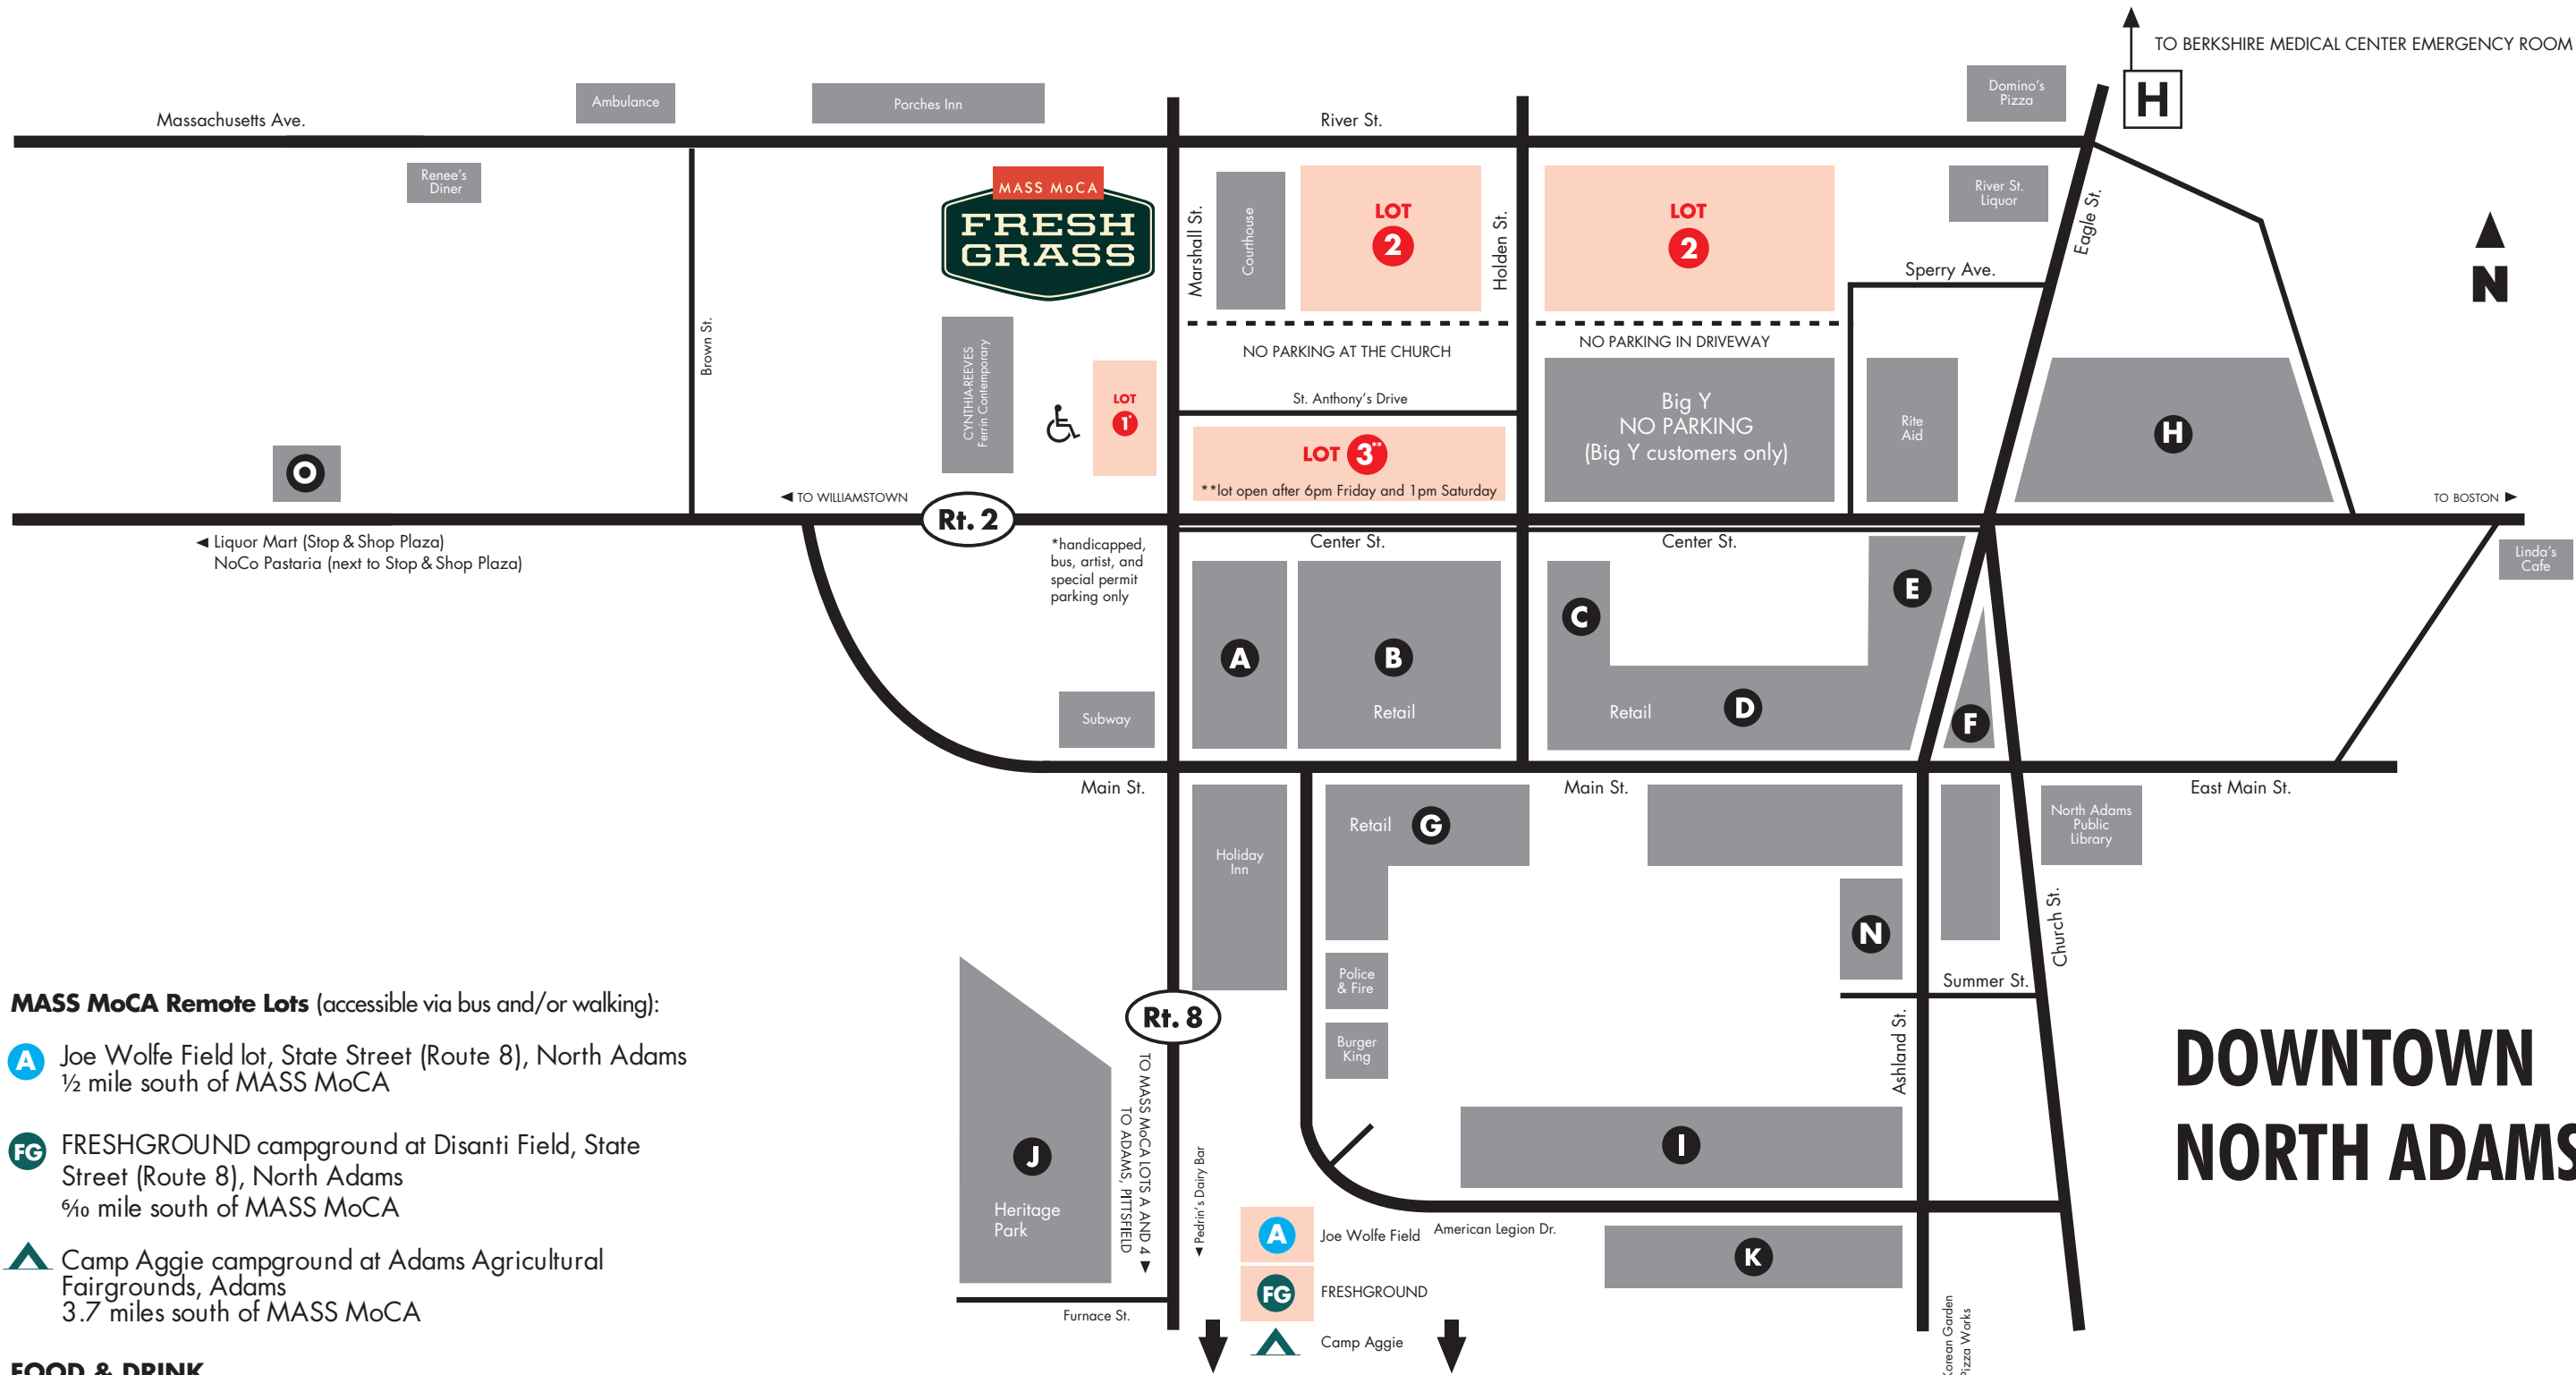 TO BERKSHIRE MEDICAL CENTER EMERGENCY ROOM
H
Domino's
Pizza
Ambulance
Porches Inn
Massachusetts Ave.
River St.
Renee's
Diner
MASS MoCA
FRESH
GRASS
Marshall St.
Courthouse
LOT
2
Holden St.
LOT
2
River St.
Liquor
Eagle St.
Sperry Ave.
N
Brown St.
CYNTHIA-REEVES
Ferrin Contemporary
LOT
1*
NO PARKING AT THE CHURCH
NO PARKING IN DRIVEWAY
St. Anthony's Drive
Big Y
NO PARKING
(Big Y customers only)
Rite
Aid
H
LOT 3**
**lot open after 6pm Friday and 1pm Saturday
O
TO WILLIAMSTOWN
TO BOSTON
Rt. 2
Liquor Mart (Stop & Shop Plaza)
NoCo Pastaria (next to Stop & Shop Plaza)
*handicapped,
bus, artist, and
special permit
parking only
Center St.
Center St.
Linda's
Cafe
A
B
Retail
C
Retail
D
E
F
Subway
Main St.
Main St.
East Main St.
Holiday
Inn
Retail
G
North Adams
Public
Library
N
Church St.
Police
& Fire
Summer St.
Rt. 8
Burger
King
Ashland St.
DOWNTOWN
NORTH ADAMS
MASS MoCA Remote Lots (accessible via bus and/or walking):
A Joe Wolfe Field lot, State Street (Route 8), North Adams
½ mile south of MASS MoCA
FG FRESHGROUND campground at Disanti Field, State
Street (Route 8), North Adams
6/10 mile south of MASS MoCA
Camp Aggie campground at Adams Agricultural
Fairgrounds, Adams
3.7 miles south of MASS MoCA
FOOD & DRINK
J
Heritage
Park
TO MASS MoCA LOTS A AND 4
TO ADAMS, PITTSFIELD
Pedrin's Dairy Bar
I
A Joe Wolfe Field
American Legion Dr.
K
FG FRESHGROUND
Furnace St.
Camp Aggie
Korean Garden
Pizza Works